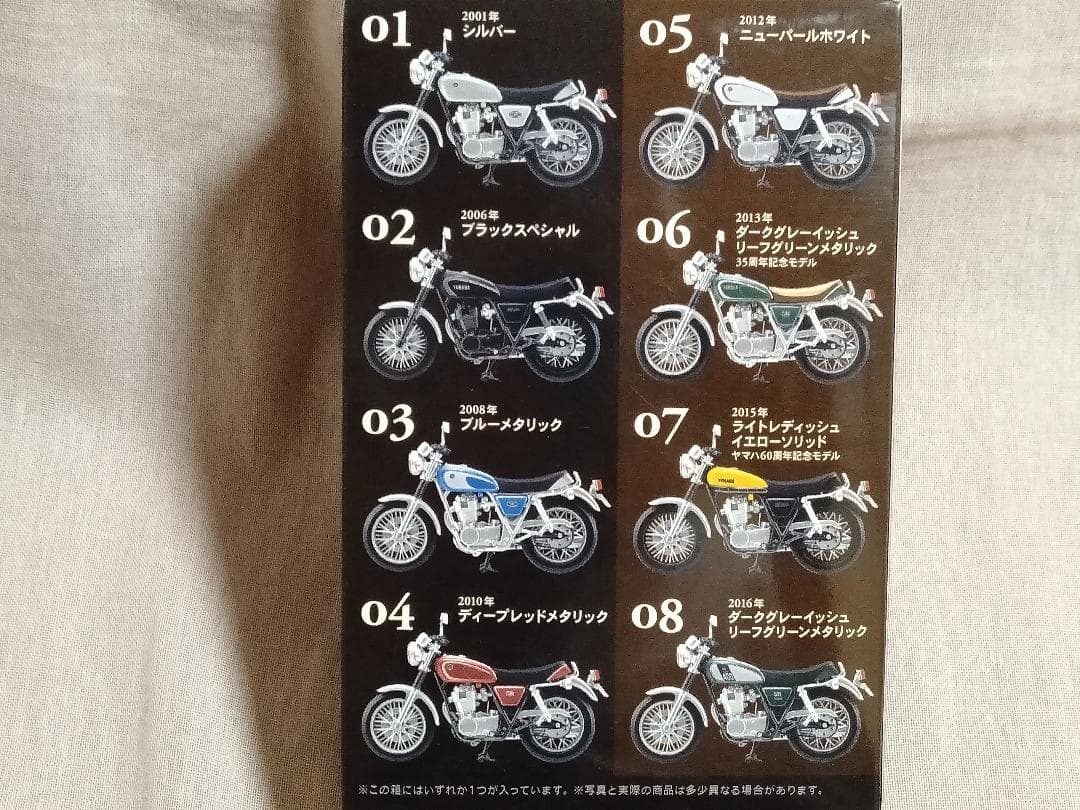 01
2001年
シルバー
02
2006年
ブラックスペシャル
YAMAHA
03
2008年
ブルーメタリック
04
2010年
ディープレッドメタリック
SR
05
2012年
ニューパールホワイト
06
2013年
ダークグレーイッシュ
リーフグリーンメタリック
35周年記念モデル
YAMAHA
SR
07
2015年
ライトレディッシュ
イエローソリッド
ヤマハ60周年記念モデル
YAMAHA
08
2016年
ダークグレーイッシュ
リーフグリーンメタリック
400
SR
※この箱にはいずれか1つが入っています。※写真と実際の商品は多少異なる場合があります。